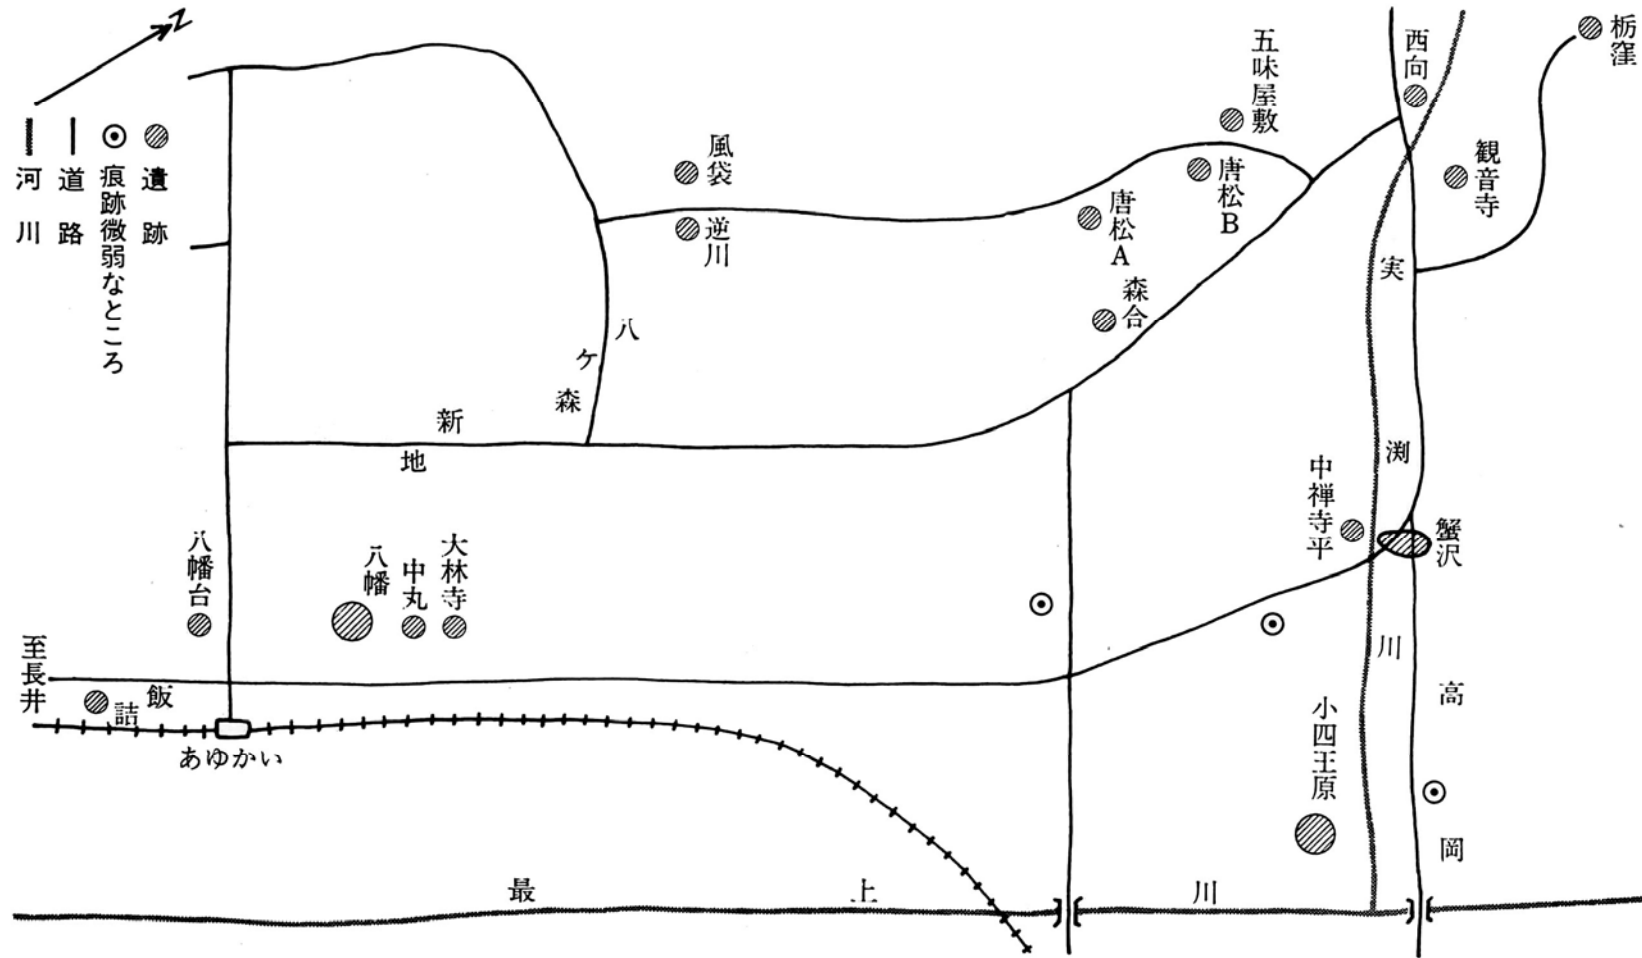 N
遺跡
痕跡微弱なところ
道路
河川
栃窪
西向
観音寺
五味屋敷
唐松B
唐松A
森合
風袋
逆川
八ケ森
新地
実渕川
蟹沢
中禅寺平
高岡
小四王原
大林寺
中丸
八幡
八幡台
至長井
飯詰
あゆかい
最上川